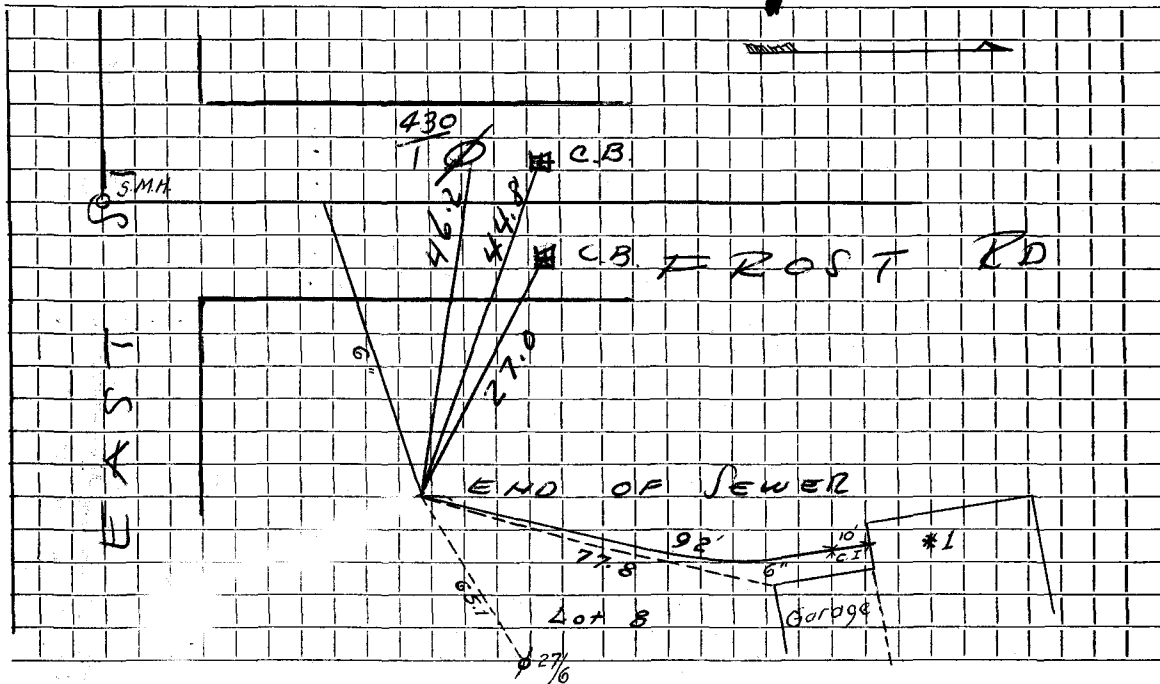 430
1
C.B.
S.M.H.
46.2
44.8
C.B.
FROST RD
27.0
6"
EAST
END OF SEWER
92'
10'
C.I
#1
77.8
6"
65.1
Lot 8
Garage
27/6